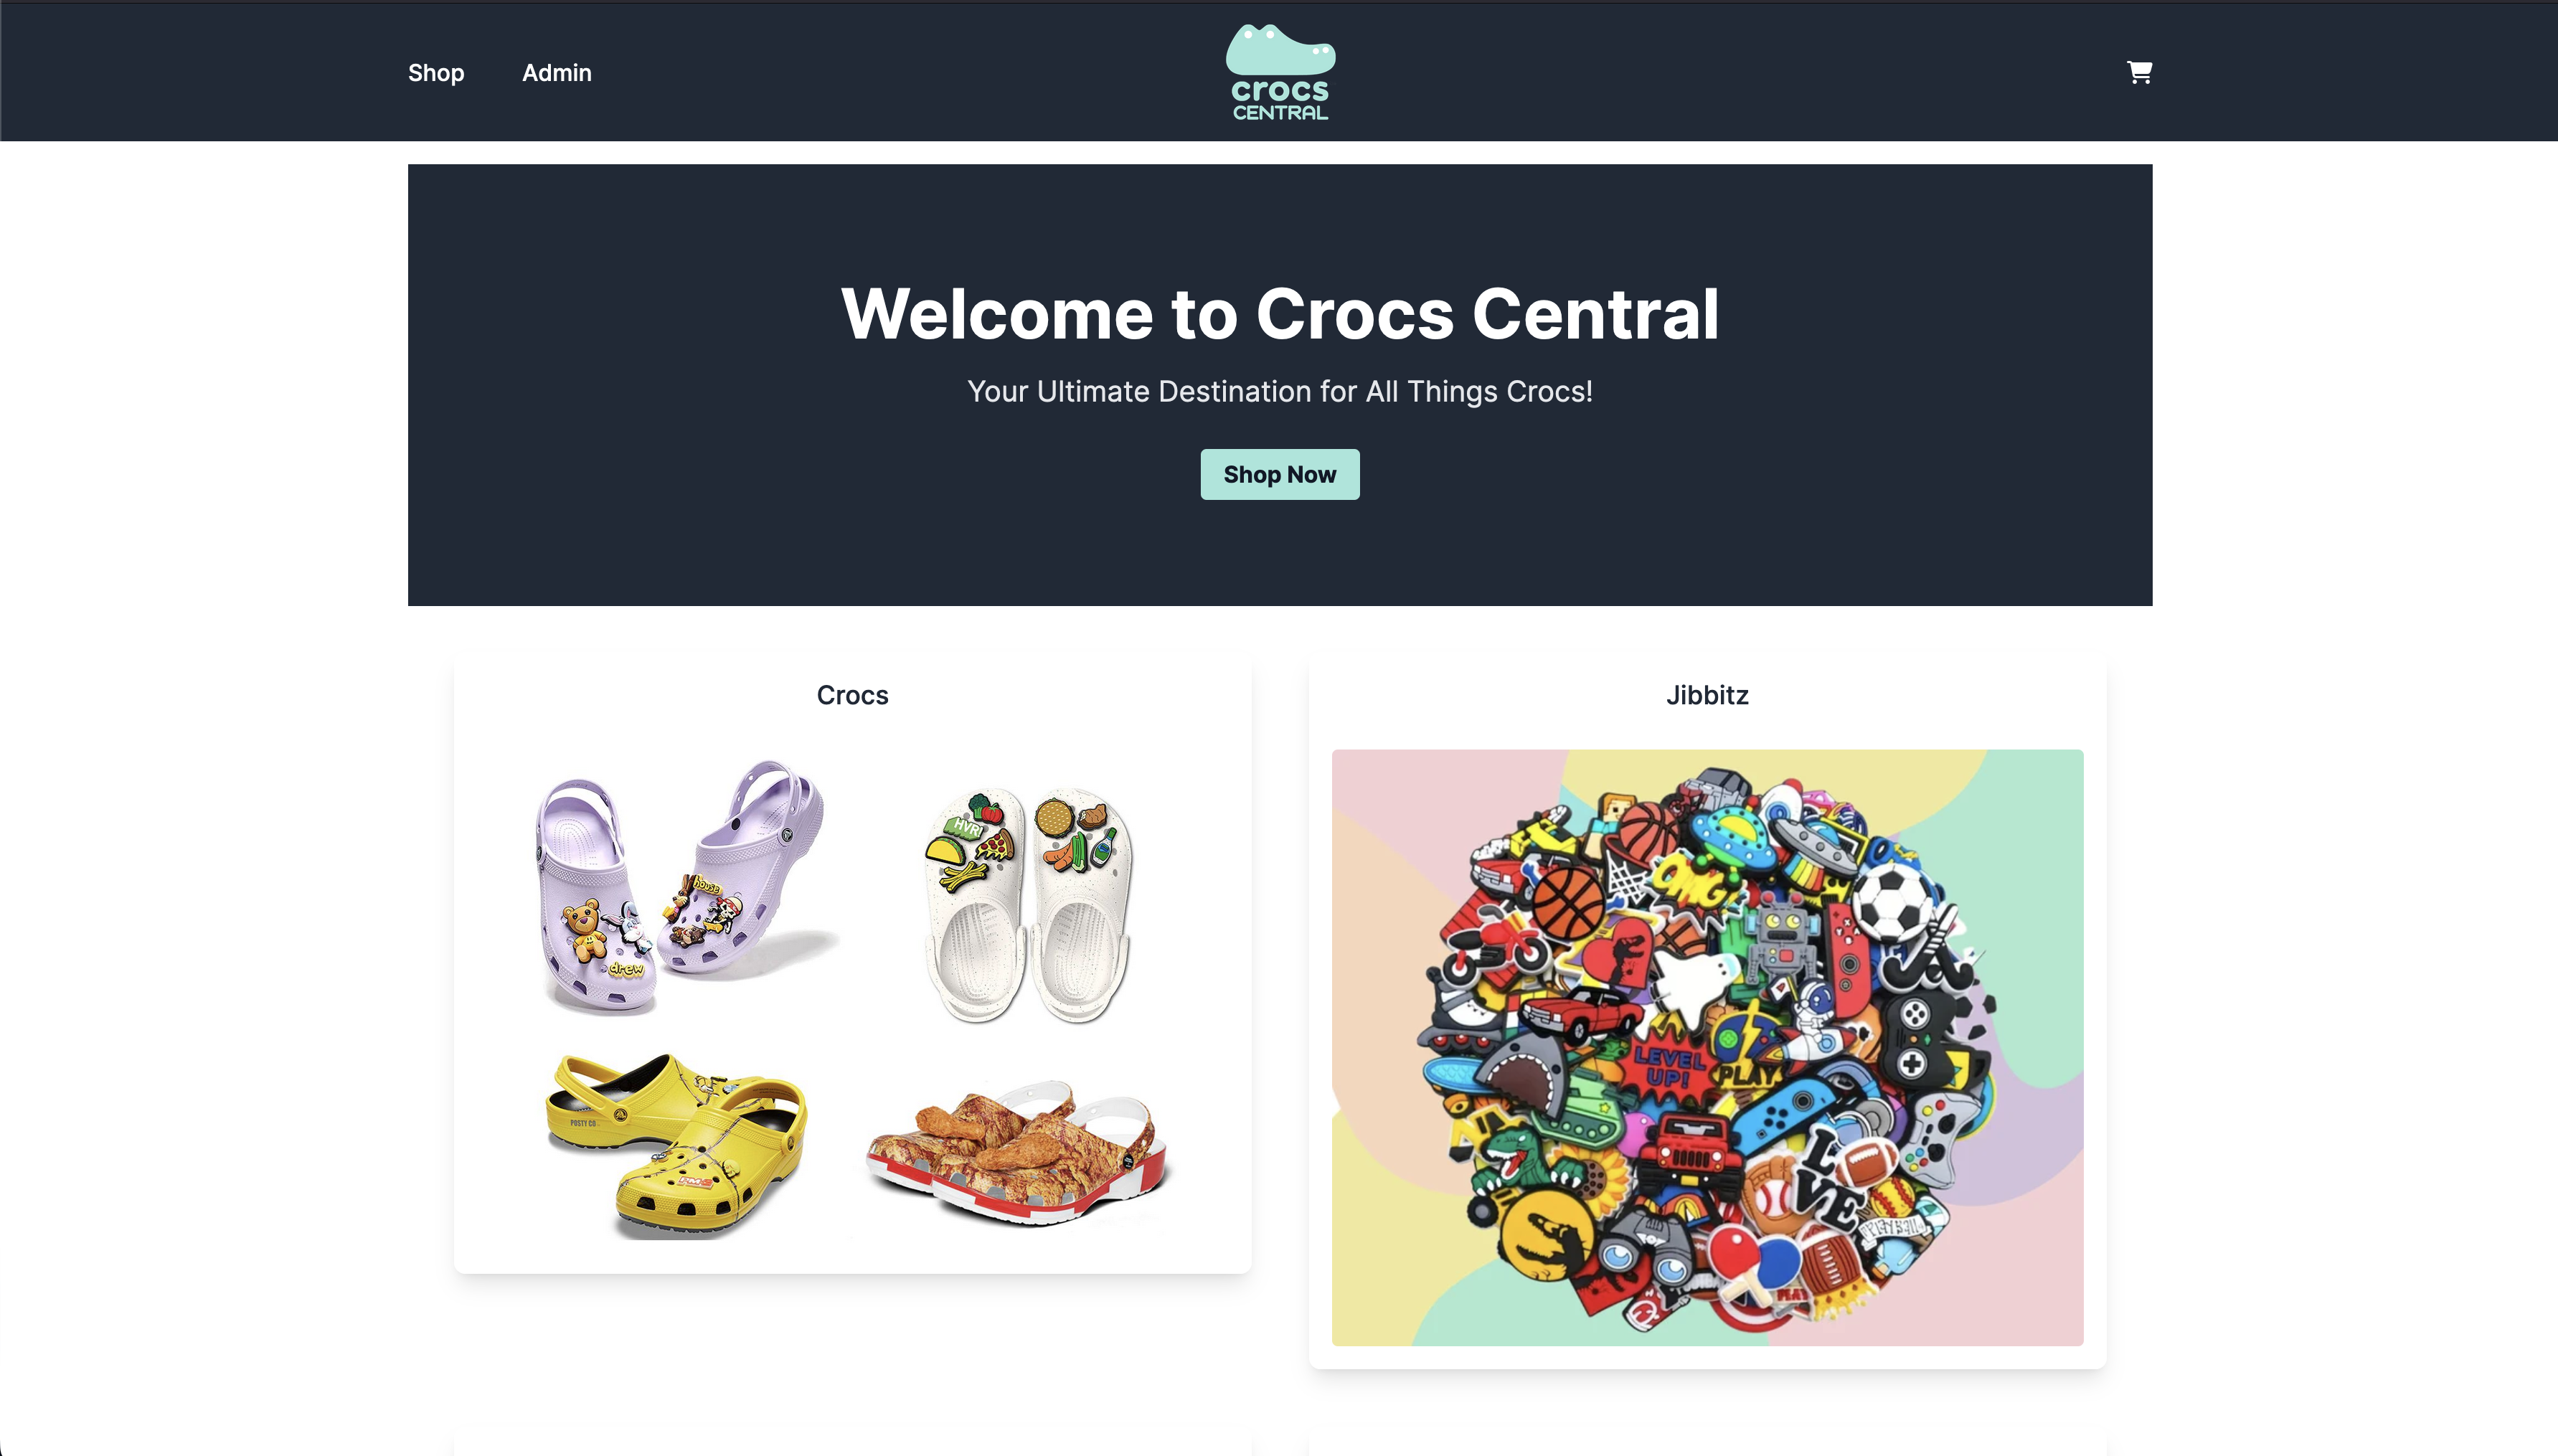 Shop
Admin
crocs
CENTRAL
Welcome to Crocs Central
Your Ultimate Destination for All Things Crocs!
Shop Now
Crocs
Jibbitz
house
drew
HVR
POSTY CO
OMG
LEVEL
UP!
PLAY
LOVE